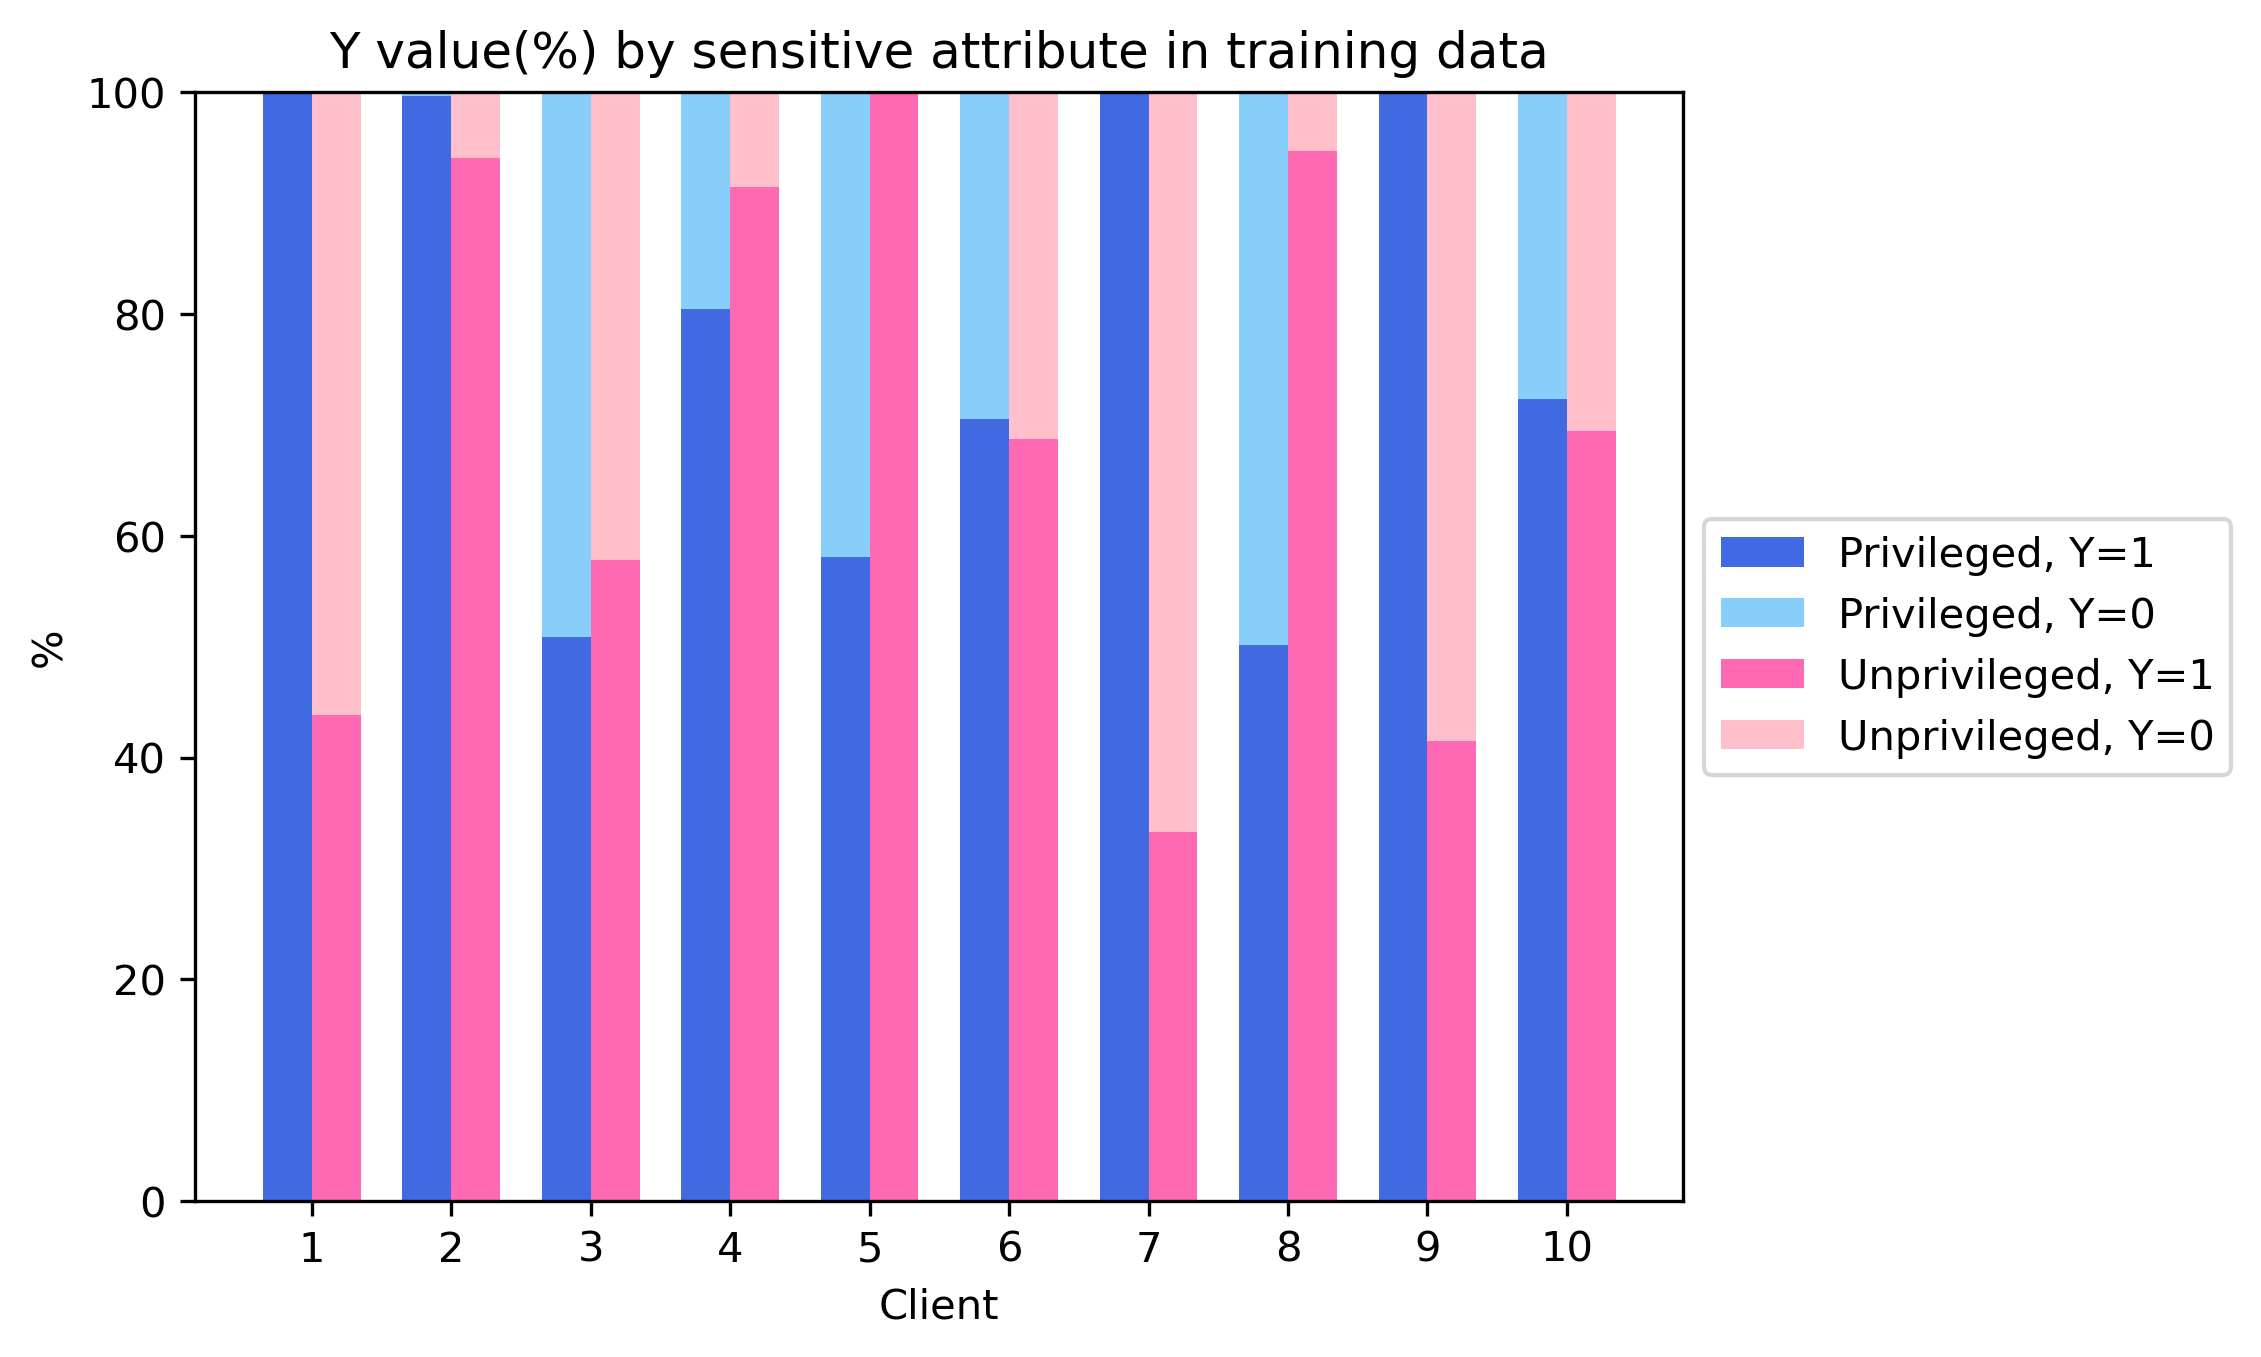 Y value(%) by sensitive attribute in training data
100
80
60
40
20
0
%
1 2 3 4 5 6 7 8 9 10
Client
Privileged, Y=1
Privileged, Y=0
Unprivileged, Y=1
Unprivileged, Y=0